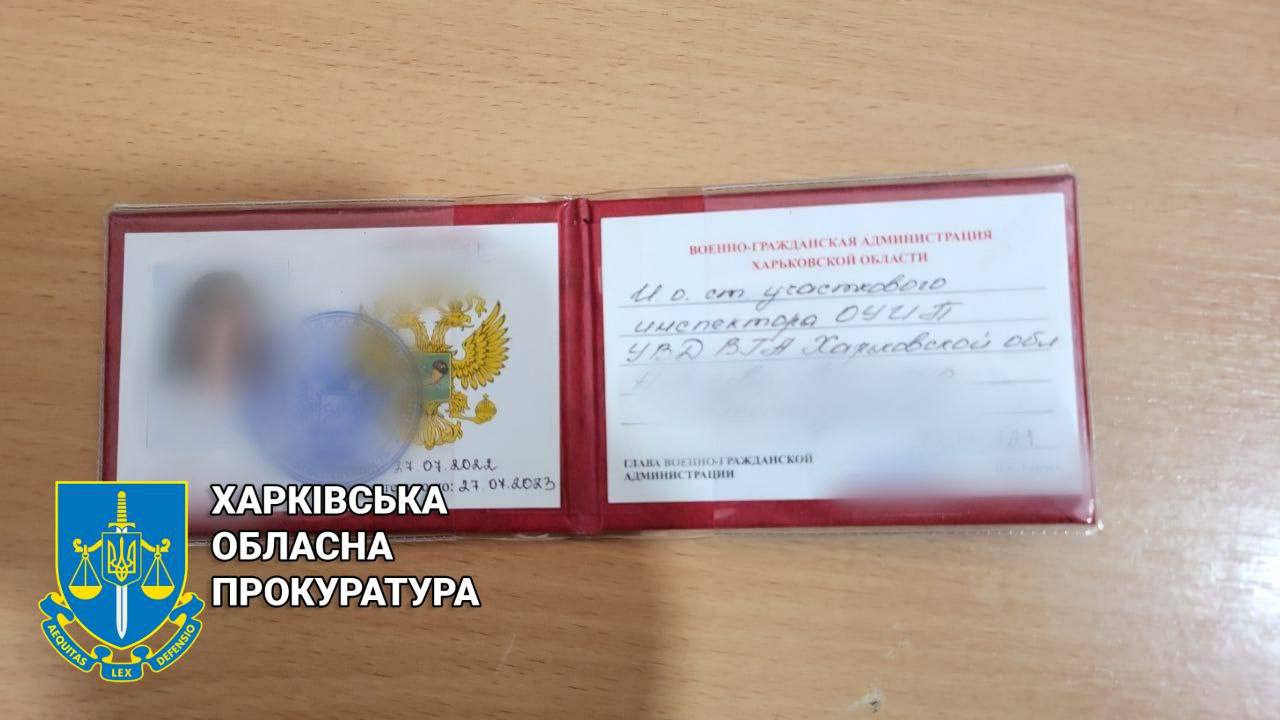 27.07.2022
27.07.2023
ВОЕННО-ГРАЖДАНСКАЯ АДМИНИСТРАЦИЯ
ХАРЬКОВСКОЙ ОБЛАСТИ
И о. ст участкового
инспектора ОУИП
УВД ВГА Харьковской обл
ГЛАВА ВОЕННО-ГРАЖДАНСКОЙ
АДМИНИСТРАЦИИ
ХАРКІВСЬКА
ОБЛАСНА
ПРОКУРАТУРА
AEQUITAS LEX DEFENSIO